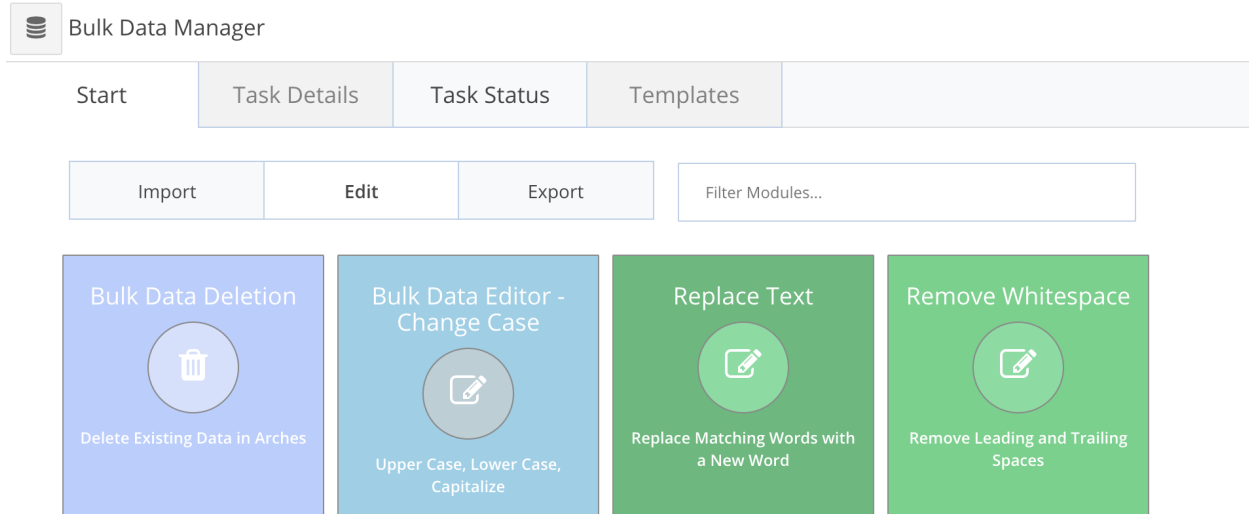 Bulk Data Manager
Start
Task Details
Task Status
Templates
Import
Edit
Export
Filter Modules...
Bulk Data Deletion
Delete Existing Data in Arches
Bulk Data Editor -
Change Case
Upper Case, Lower Case,
Capitalize
Replace Text
Replace Matching Words with
a New Word
Remove Whitespace
Remove Leading and Trailing
Spaces